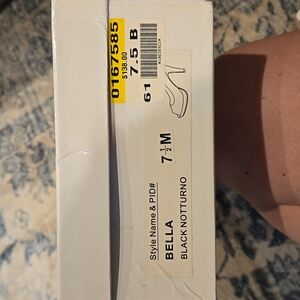 0167585
$138.00
7.5 B
61
7 ½ M
Style Name & PID#
BELLA
BLACK NOTTURNO